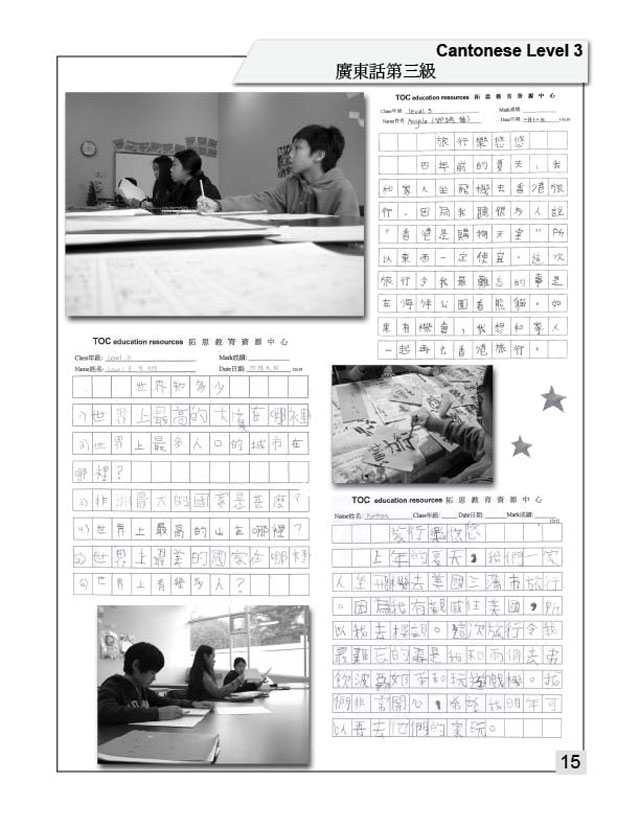 Cantonese Level 3
廣東話第三級
TOC education resources 拓思教育資源中心
Class年級: level 3 Mark成績:
Name姓名: Angela Date日期:
旅行樂悠悠
四年前的夏天，我
和家人坐飛機去香港旅
行。因為我聽很多人說
“香港是購物天堂”所
以東西一定便宜。這次
旅行令我最難忘的事是
在海洋公園看熊貓。如
果有機會，我想和家人
一起再去香港旅行。
TOC education resources 拓思教育資源中心
Class年級: Level 3 Mark成績:
Name姓名: Date日期:
世界知多少
1)世界上最高的大廈在哪裡
2)世界上最多人口的城市在
哪裡？
3)非洲最大的國家是甚麼？
4)世界上最高的山在哪裡？
5)世界上最美的國家在哪裡
6)世界上有幾多人？
TOC education resources 拓思教育資源中心
Name姓名: Class年級: Date日期: Mark成績:
旅行樂悠悠
上年的夏天，我們一家
人坐飛機去美國三藩市旅行
。因為我有親戚住美國，所
以我去探訪。這次旅行令我
最難忘的事是我和
和玩遊戲機。我
們非常開心，希望我明年可
以再去他們的家玩。
15